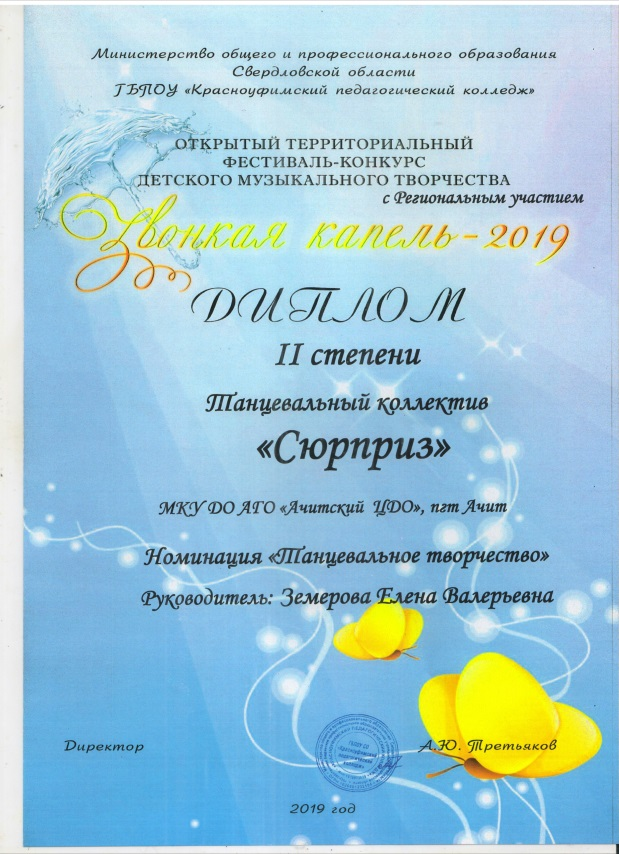 Министерство общего и профессионального образования
Свердловской области
ГБПОУ «Красноуфимский педагогический колледж»
ОТКРЫТЫЙ ТЕРРИТОРИАЛЬНЫЙ
ФЕСТИВАЛЬ-КОНКУРС
ДЕТСКОГО МУЗЫКАЛЬНОГО ТВОРЧЕСТВА
с Региональным участием
Звонкая капель-2019
ДИПЛОМ
II степени
Танцевальный коллектив
«Сюрприз»
МКУ ДО АГО «Ачитский ЦДО», пгт Ачит
Номинация «Танцевальное творчество»
Руководитель: Земерова Елена Валерьевна
Директор А.Ю. Третьяков
2019 год